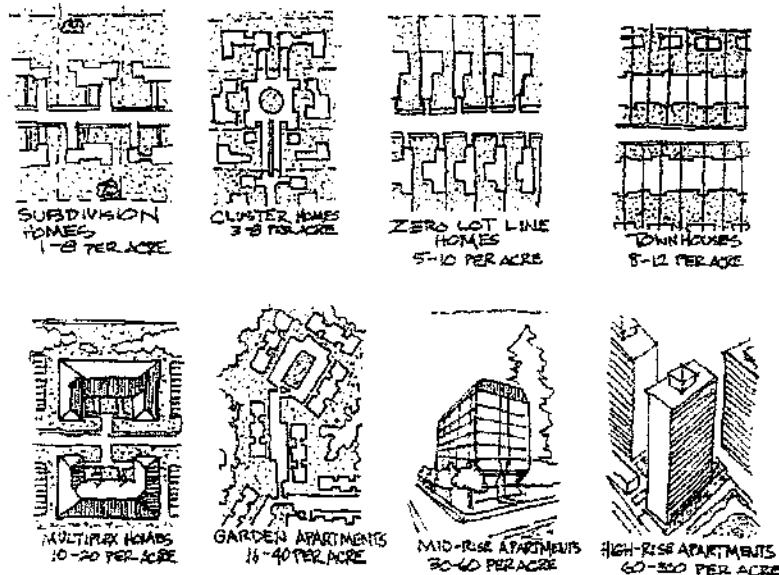 SUBDIVISION
HOMES
1-8 PER ACRE
CLUSTER HOMES
3-8 PER ACRE
ZERO LOT LINE
HOMES
5-10 PER ACRE
TOWNHOUSES
8-12 PER ACRE
MULTIPLEX HOMES
10-20 PER ACRE
GARDEN APARTMENTS
16-40 PER ACRE
MID-RISE APARTMENTS
30-60 PER ACRE
HIGH-RISE APARTMENTS
60-300 PER ACRE